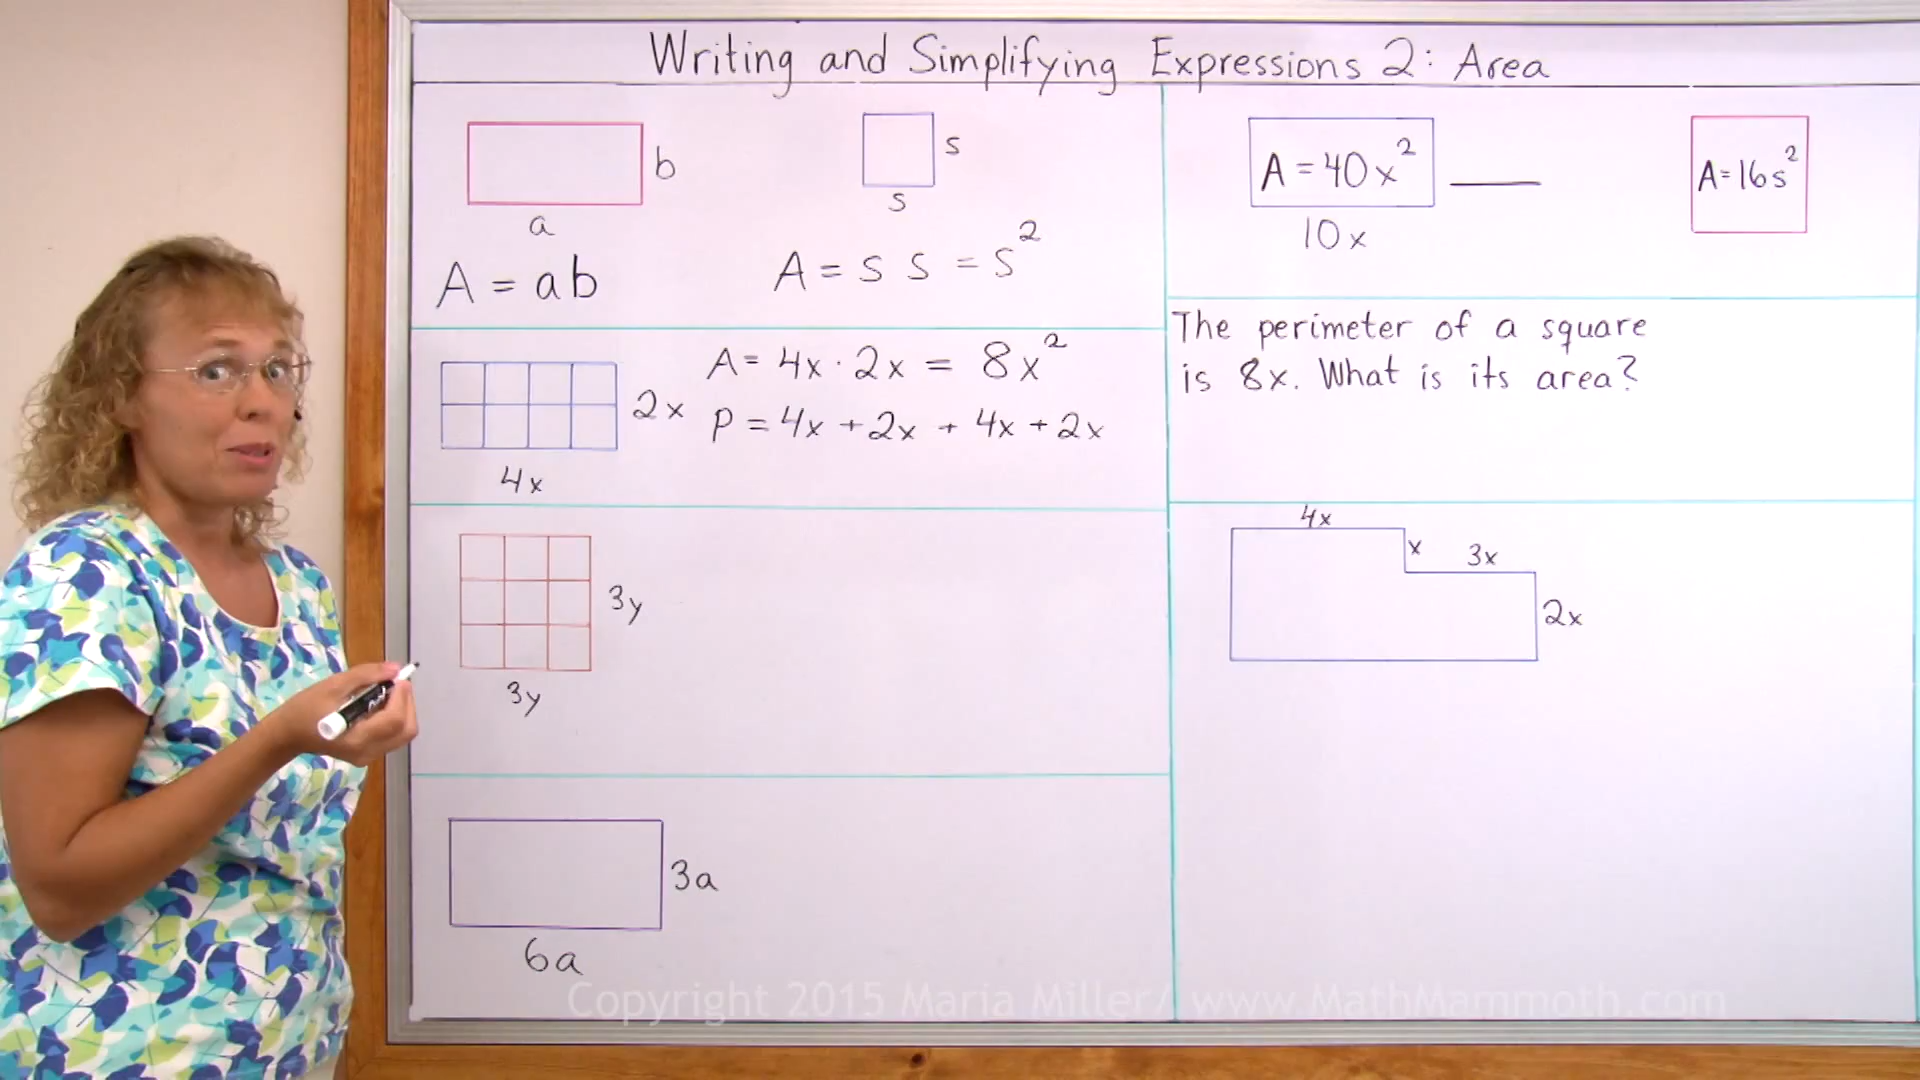 Writing and Simplifying Expressions 2: Area
b
a
A = ab
s
s
A = s s = s²
2x
4x
A = 4x · 2x = 8x²
P = 4x + 2x + 4x + 2x
3y
3y
3a
6a
A = 40x²
10x
A = 16s²
The perimeter of a square
is 8x. What is its area?
4x
x
3x
2x
Copyright 2015 Maria Miller / www.MathMammoth.com